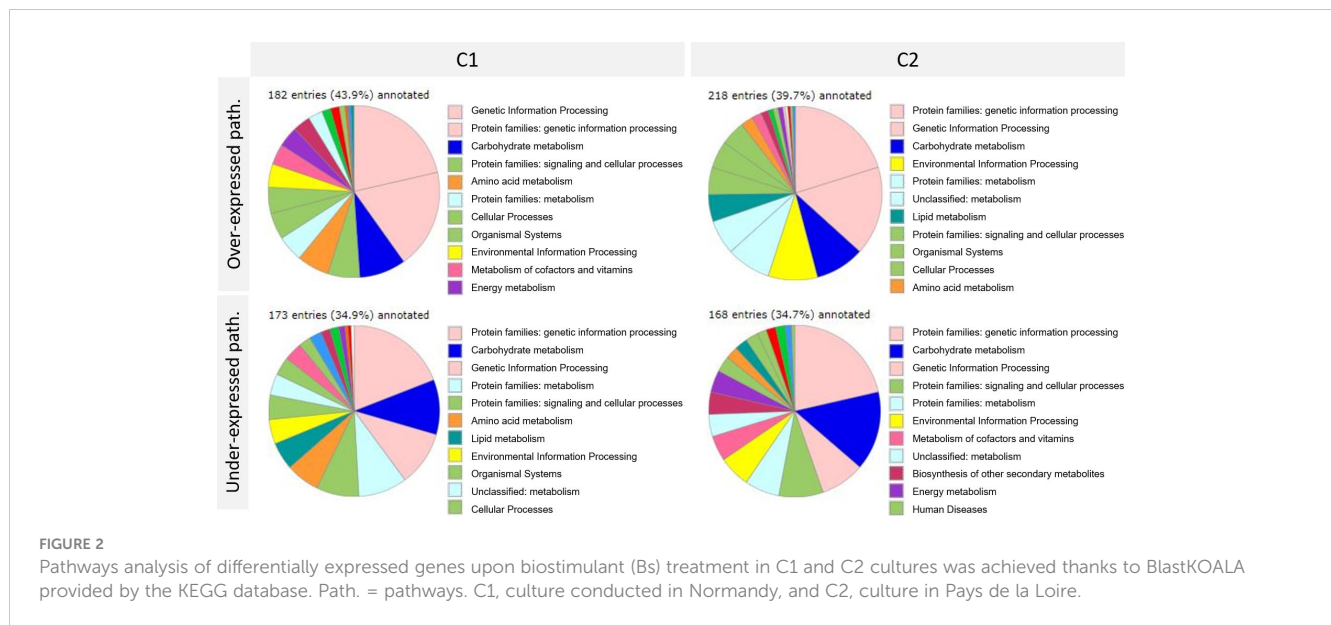 C1
C2
Over-expressed path.
182 entries (43.9%) annotated
Genetic Information Processing
Protein families: genetic information processing
Carbohydrate metabolism
Protein families: signaling and cellular processes
Amino acid metabolism
Protein families: metabolism
Cellular Processes
Organismal Systems
Environmental Information Processing
Metabolism of cofactors and vitamins
Energy metabolism
218 entries (39.7%) annotated
Protein families: genetic information processing
Genetic Information Processing
Carbohydrate metabolism
Environmental Information Processing
Protein families: metabolism
Unclassified: metabolism
Lipid metabolism
Protein families: signaling and cellular processes
Organismal Systems
Cellular Processes
Amino acid metabolism
Under-expressed path.
173 entries (34.9%) annotated
Protein families: genetic information processing
Carbohydrate metabolism
Genetic Information Processing
Protein families: metabolism
Protein families: signaling and cellular processes
Amino acid metabolism
Lipid metabolism
Environmental Information Processing
Organismal Systems
Unclassified: metabolism
Cellular Processes
168 entries (34.7%) annotated
Protein families: genetic information processing
Carbohydrate metabolism
Genetic Information Processing
Protein families: signaling and cellular processes
Protein families: metabolism
Environmental Information Processing
Metabolism of cofactors and vitamins
Unclassified: metabolism
Biosynthesis of other secondary metabolites
Energy metabolism
Human Diseases
FIGURE 2
Pathways analysis of differentially expressed genes upon biostimulant (Bs) treatment in C1 and C2 cultures was achieved thanks to BlastKOALA
provided by the KEGG database. Path. = pathways. C1, culture conducted in Normandy, and C2, culture in Pays de la Loire.